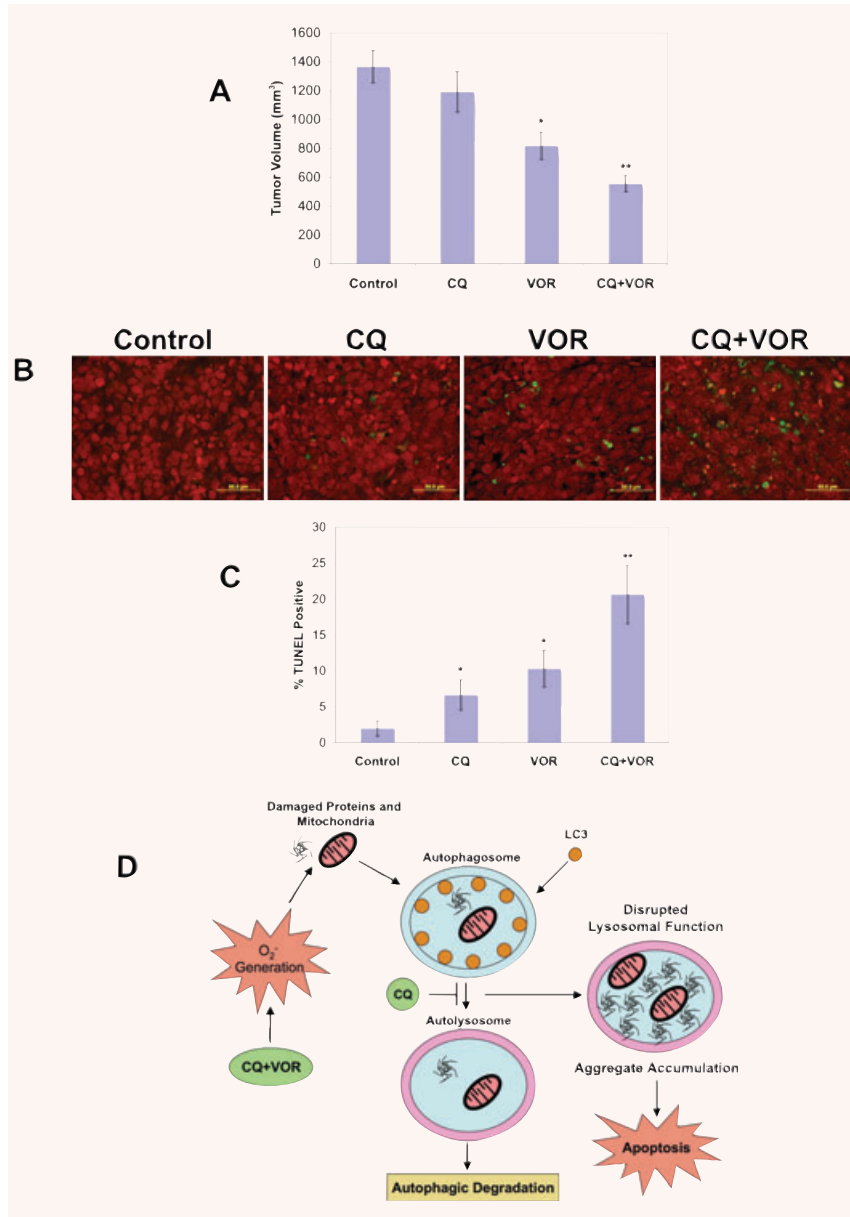 A
Tumor Volume (mm³)
1600
1400
1200
1000
800
600
400
200
0
*
**
Control CQ VOR CQ+VOR
B
Control CQ VOR CQ+VOR
C
% TUNEL Positive
30
25
20
15
10
5
0
*
*
**
Control CQ VOR CQ+VOR
D
Damaged Proteins and
Mitochondria
LC3
Autophagosome
O₂⁻
Generation
Disrupted
Lysosomal Function
CQ
Autolysosome
CQ+VOR
Aggregate Accumulation
Apoptosis
Autophagic Degradation